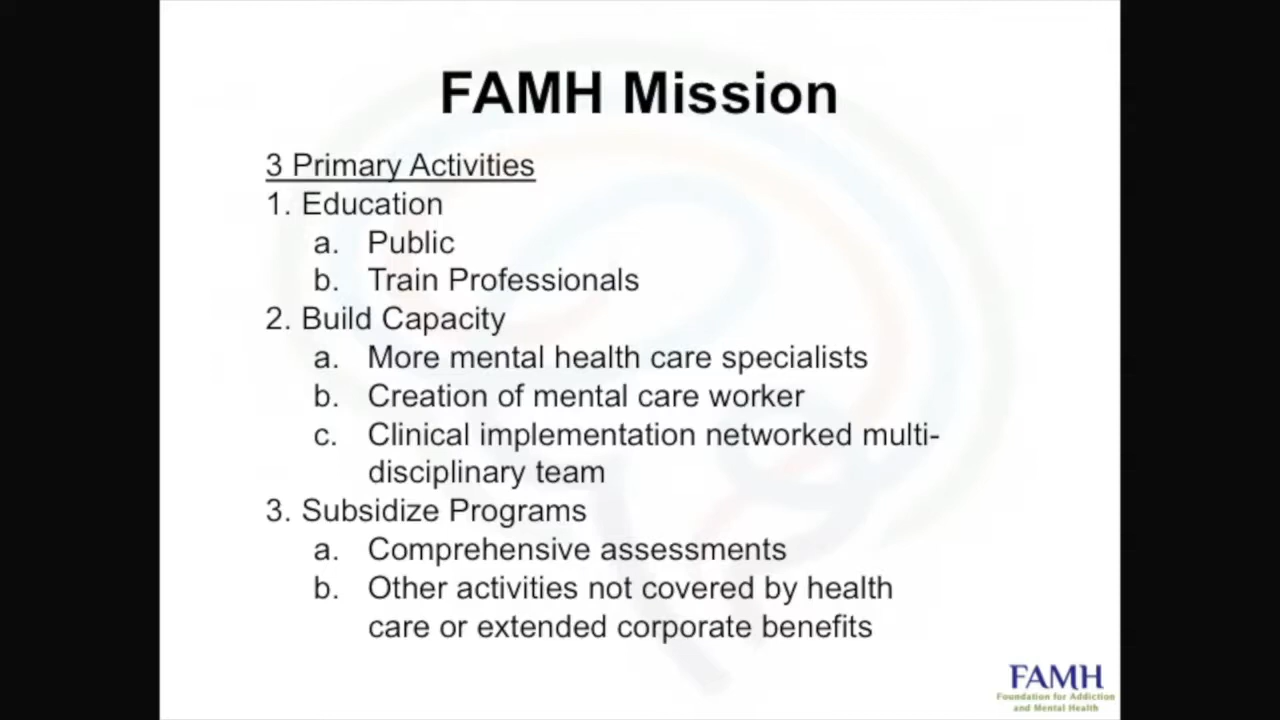 FAMH Mission
3 Primary Activities
1. Education
a. Public
b. Train Professionals
2. Build Capacity
a. More mental health care specialists
b. Creation of mental care worker
c. Clinical implementation networked multi-
disciplinary team
3. Subsidize Programs
a. Comprehensive assessments
b. Other activities not covered by health
care or extended corporate benefits
FAMH
Foundation for Addiction
and Mental Health